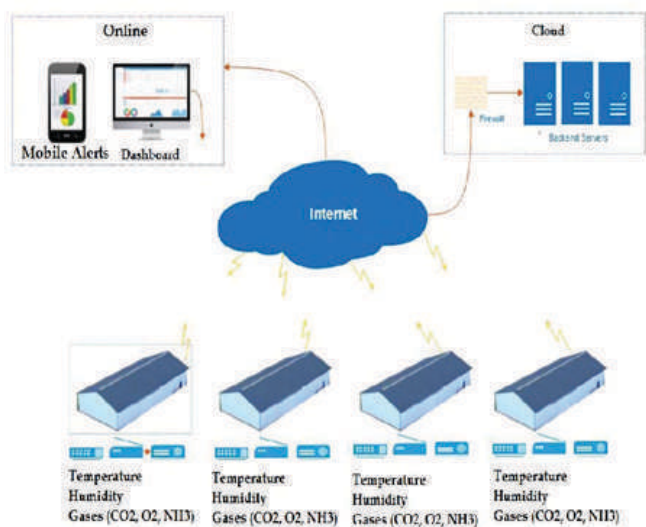 Online
Mobile Alerts
Dashboard
Cloud
Firewall
Backend Servers
Internet
Temperature
Humidity
Gases (CO2, O2, NH3)
Temperature
Humidity
Gases (CO2, O2, NH3)
Temperature
Humidity
Gases (CO2, O2, NH3)
Temperature
Humidity
Gases (CO2, O2, NH3)